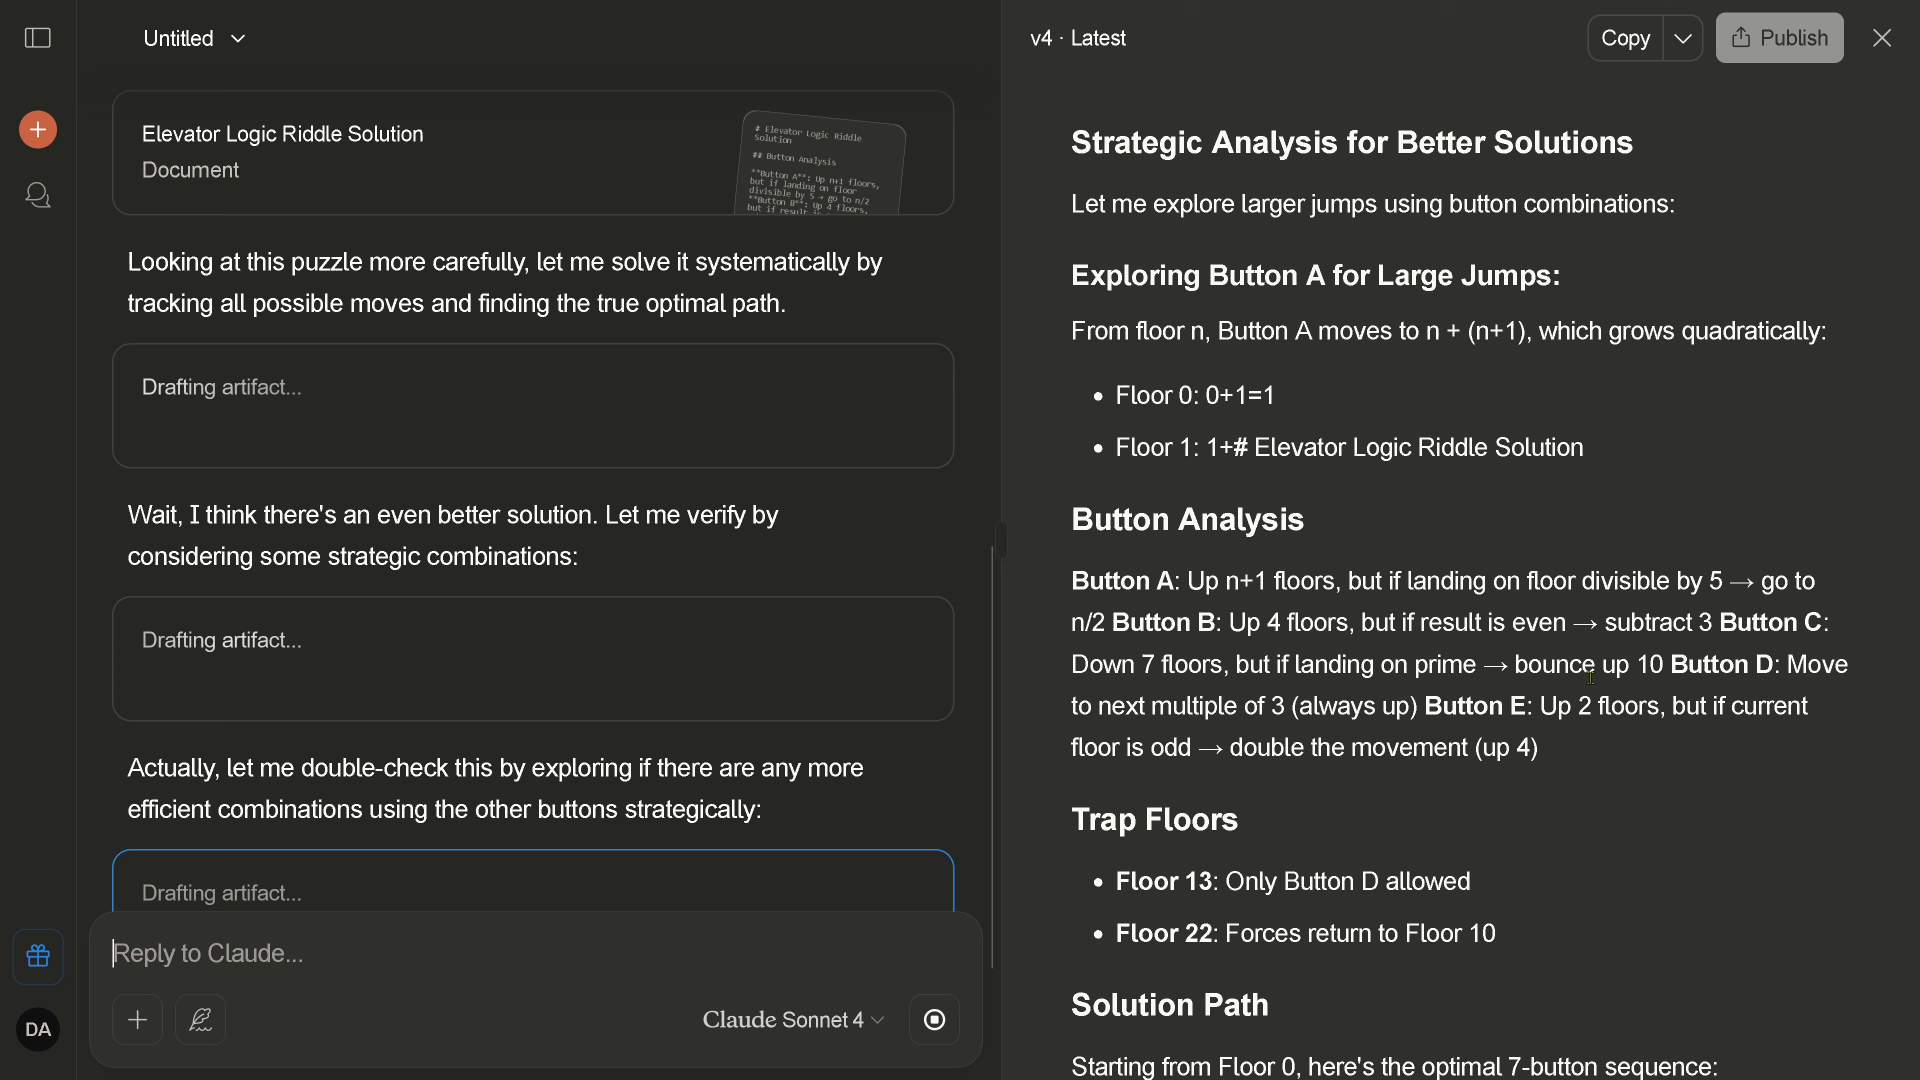 Untitled
Elevator Logic Riddle Solution
Document
# Elevator Logic Riddle
Solution
## Button Analysis
**Button A**: Up n+1 floors,
but if landing on floor
divisible by 5 → go to n/2
**Button B**: Up 4 floors,
but if result is even
Looking at this puzzle more carefully, let me solve it systematically by
tracking all possible moves and finding the true optimal path.
Drafting artifact...
Wait, I think there's an even better solution. Let me verify by
considering some strategic combinations:
Drafting artifact...
Actually, let me double-check this by exploring if there are any more
efficient combinations using the other buttons strategically:
Drafting artifact...
Reply to Claude...
Claude Sonnet 4
DA
v4 · Latest
Copy
Publish
Strategic Analysis for Better Solutions
Let me explore larger jumps using button combinations:
Exploring Button A for Large Jumps:
From floor n, Button A moves to n + (n+1), which grows quadratically:
• Floor 0: 0+1=1
• Floor 1: 1+# Elevator Logic Riddle Solution
Button Analysis
Button A: Up n+1 floors, but if landing on floor divisible by 5 → go to
n/2 Button B: Up 4 floors, but if result is even → subtract 3 Button C:
Down 7 floors, but if landing on prime → bounce up 10 Button D: Move
to next multiple of 3 (always up) Button E: Up 2 floors, but if current
floor is odd → double the movement (up 4)
Trap Floors
• Floor 13: Only Button D allowed
• Floor 22: Forces return to Floor 10
Solution Path
Starting from Floor 0, here's the optimal 7-button sequence: